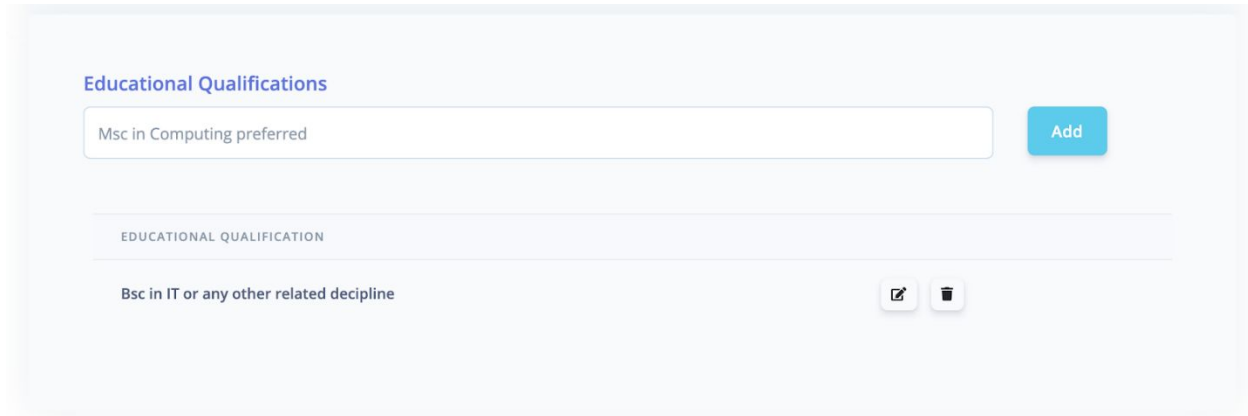 Educational Qualifications
Msc in Computing preferred
Add
EDUCATIONAL QUALIFICATION
Bsc in IT or any other related decipline